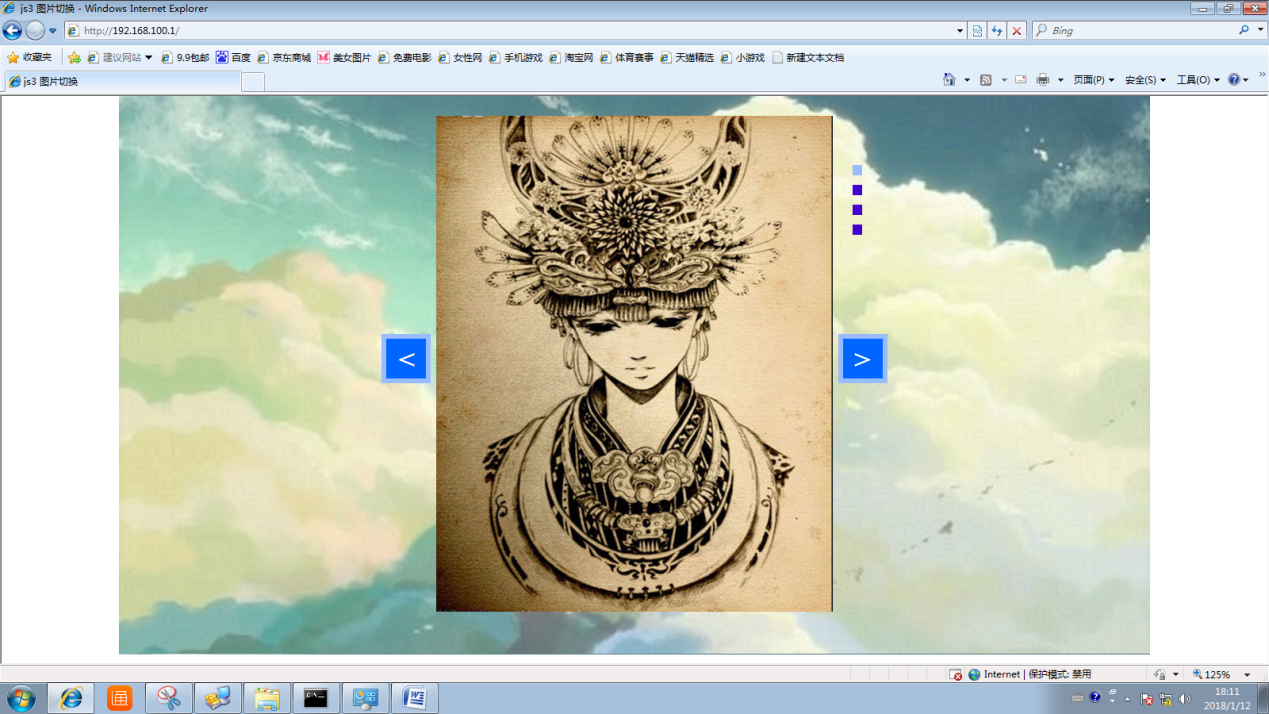 js3 图片切换 - Windows Internet Explorer
http://192.168.100.1/
Bing
收藏夹 建议网站 9.9包邮 百度 京东商城 美女图片 免费电影 女性网 手机游戏 淘宝网 体育赛事 天猫精选 小游戏 新建文本文档
js3 图片切换 页面(P) 安全(S) 工具(O) »
< >
Internet | 保护模式: 禁用 125%
18:11
2018/1/12